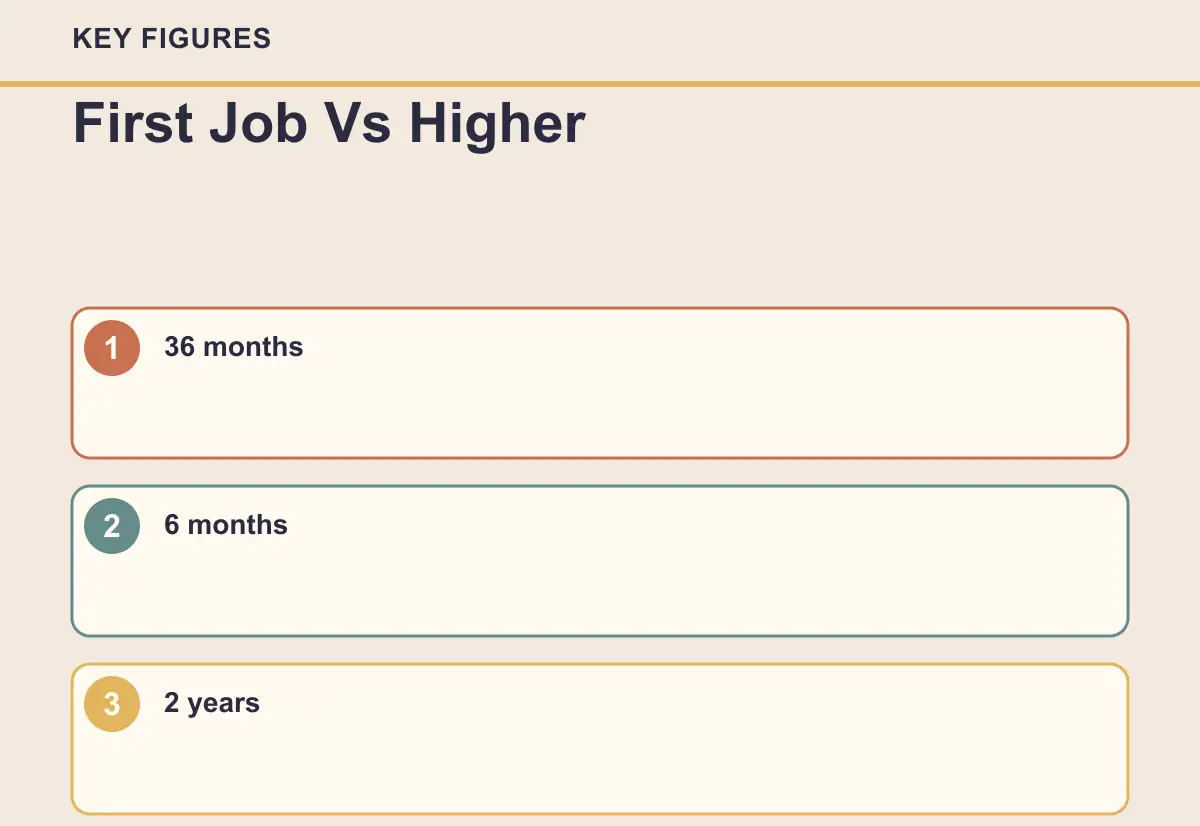 KEY FIGURES
First Job Vs Higher
1 36 months
2 6 months
3 2 years